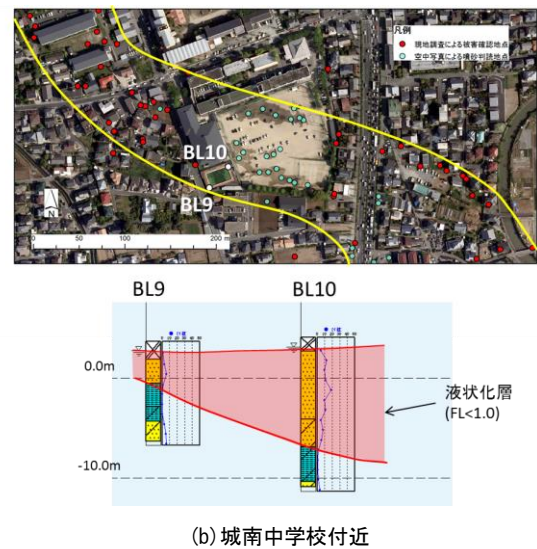 凡例
現地調査による被害確認地点
空中写真による噴砂判読地点
BL10
BL9
N
0 50 100 200 m
BL9
BL10
0.0m
液状化層
(FL<1.0)
-10.0m
(b)城南中学校付近